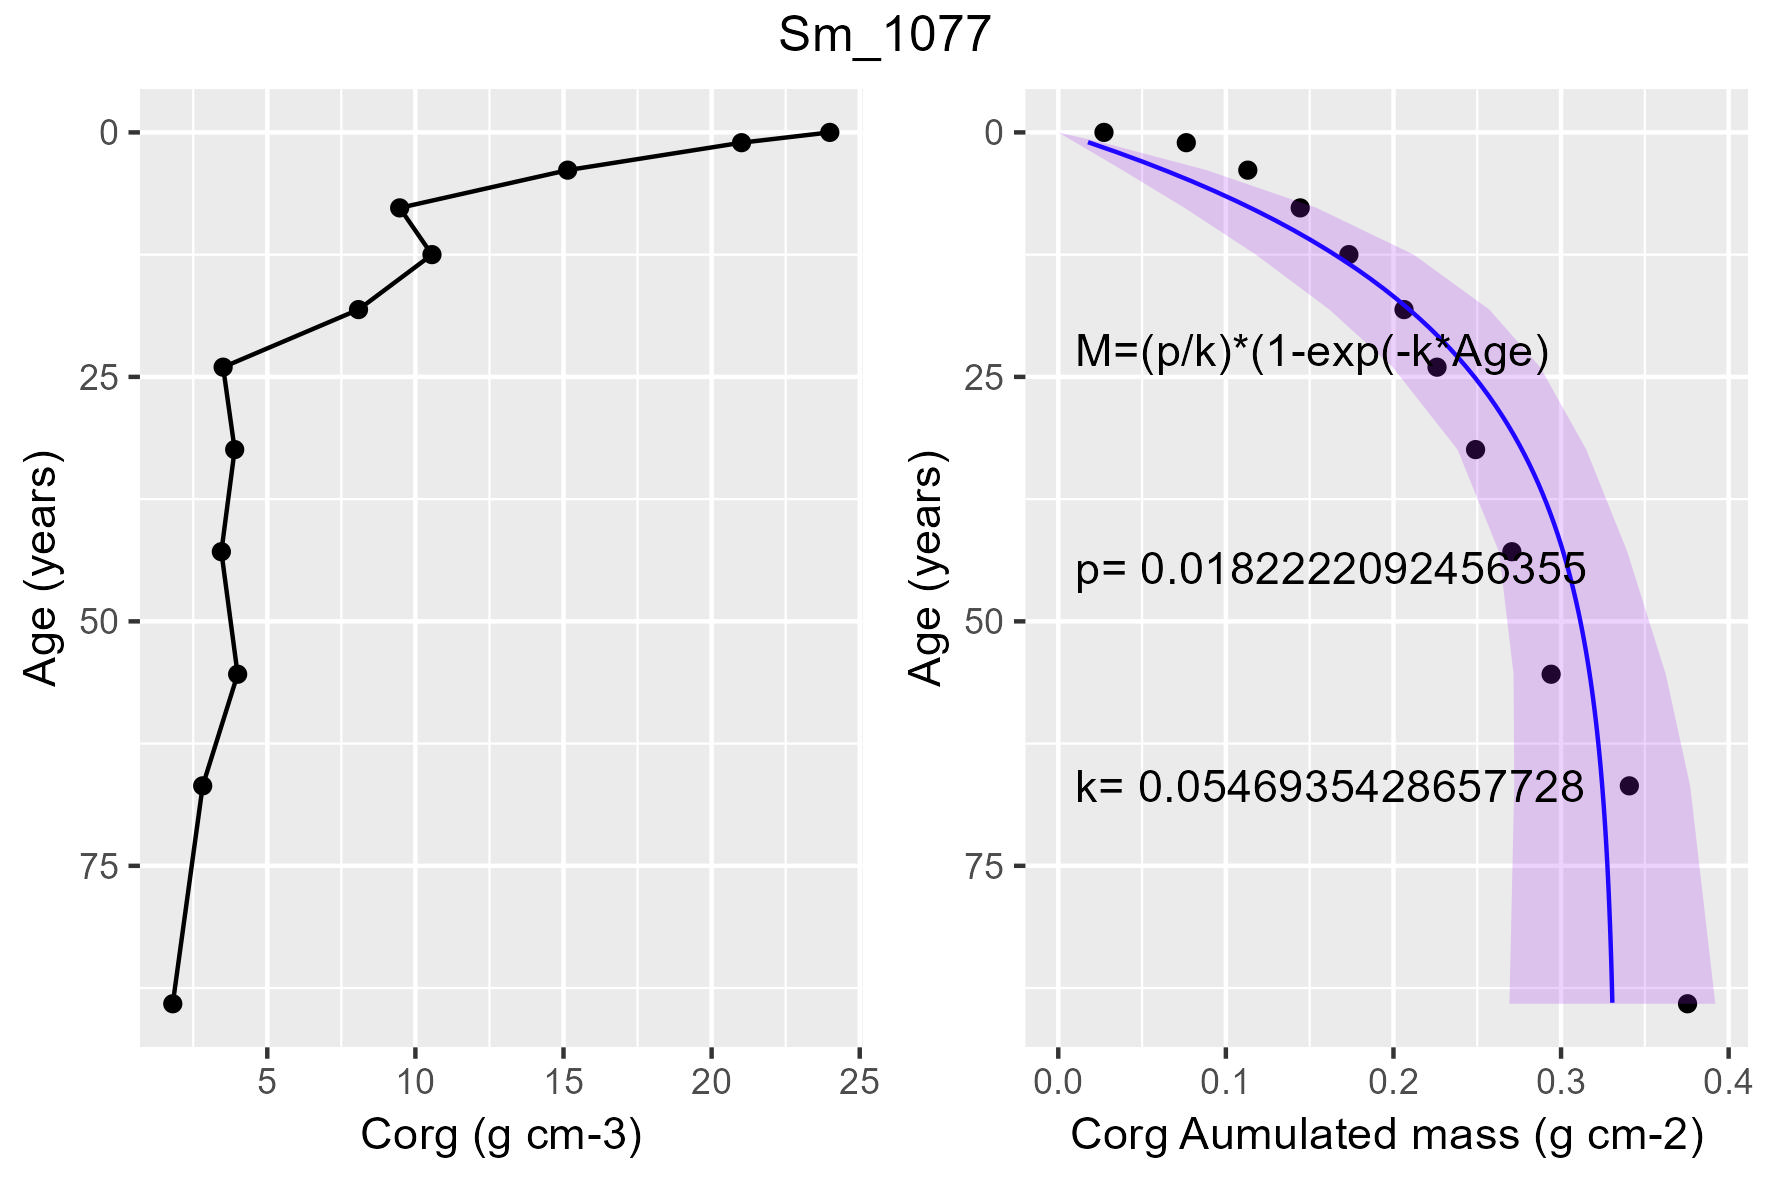 Sm_1077
0
25
50
75
Age (years)
5 10 15 20 25
Corg (g cm-3)
0
25
50
75
Age (years)
M=(p/k)*(1-exp(-k*Age)
p= 0.0182222092456355
k= 0.0546935428657728
0.0 0.1 0.2 0.3 0.4
Corg Aumulated mass (g cm-2)